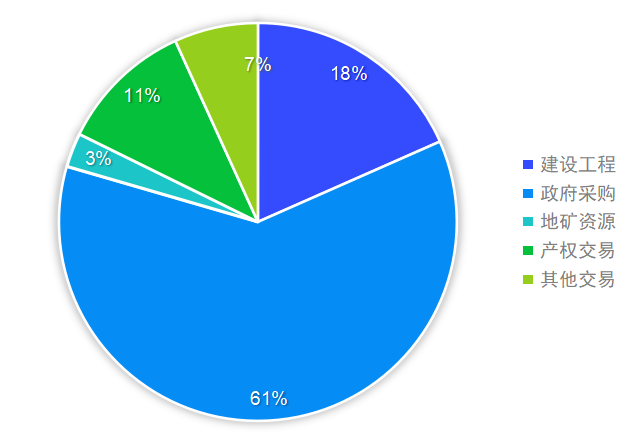 7%
18%
11%
3%
61%
建设工程
政府采购
地矿资源
产权交易
其他交易